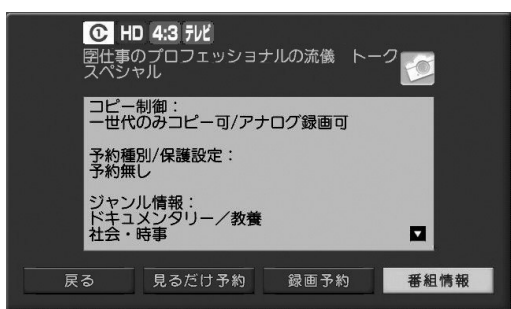 ① HD 4:3 テレビ
字仕事のプロフェッショナルの流儀　トーク
スペシャル
コピー制御：
一世代のみコピー可/アナログ録画可
予約種別/保護設定：
予約無し
ジャンル情報：
ドキュメンタリー／教養
社会・時事
戻る　見るだけ予約　録画予約　番組情報